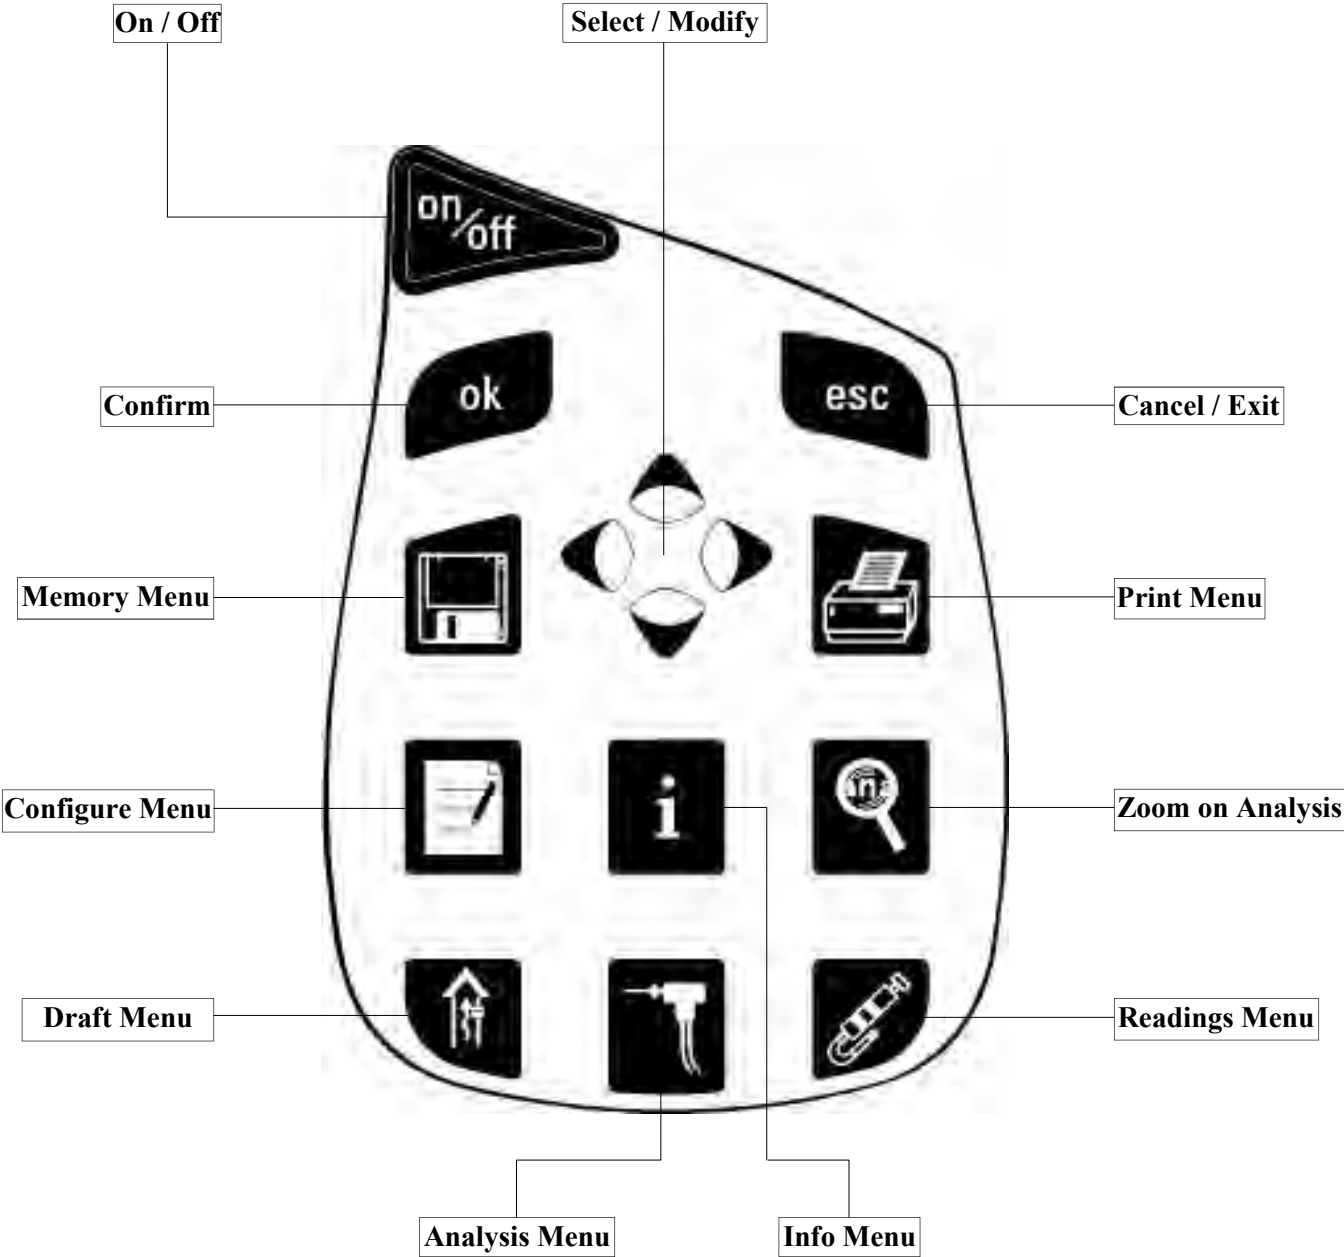 On / Off
Select / Modify
on/off
Confirm
ok
esc
Cancel / Exit
Memory Menu
Print Menu
Configure Menu
i
Zoom on Analysis
Draft Menu
Readings Menu
Analysis Menu
Info Menu